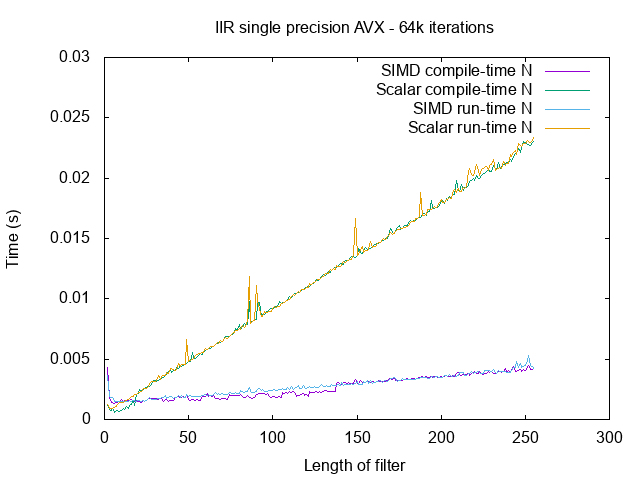 IIR single precision AVX - 64k iterations
0.03
SIMD compile-time N
Scalar compile-time N
SIMD run-time N
Scalar run-time N
0.025
0.02
0.015
0.01
0.005
0
Time (s)
0 50 100 150 200 250 300
Length of filter